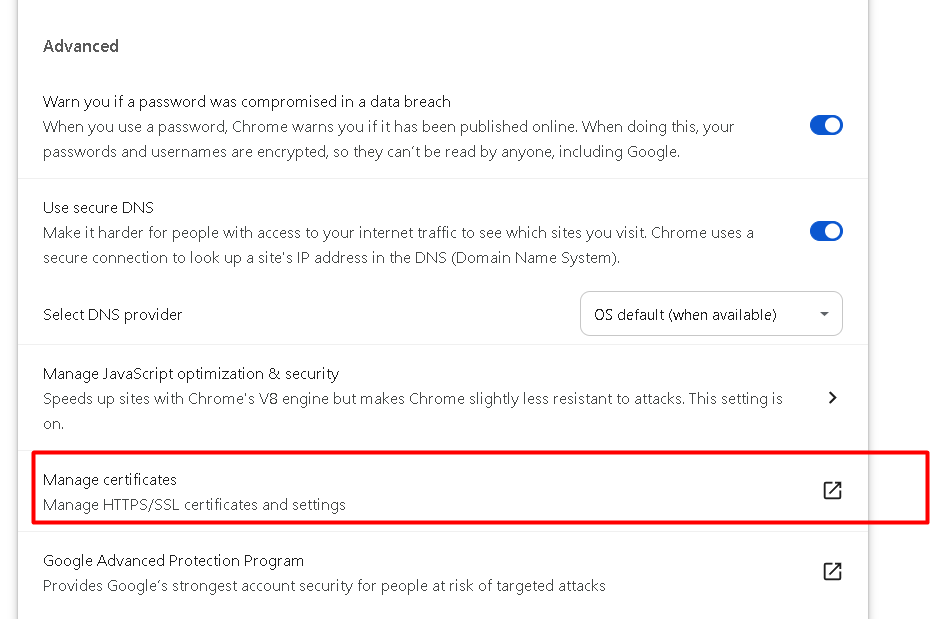 Advanced
Warn you if a password was compromised in a data breach
When you use a password, Chrome warns you if it has been published online. When doing this, your
passwords and usernames are encrypted, so they can't be read by anyone, including Google.
Use secure DNS
Make it harder for people with access to your internet traffic to see which sites you visit. Chrome uses a
secure connection to look up a site's IP address in the DNS (Domain Name System).
Select DNS provider
OS default (when available)
Manage JavaScript optimization & security
Speeds up sites with Chrome's V8 engine but makes Chrome slightly less resistant to attacks. This setting is
on.
Manage certificates
Manage HTTPS/SSL certificates and settings
Google Advanced Protection Program
Provides Google's strongest account security for people at risk of targeted attacks